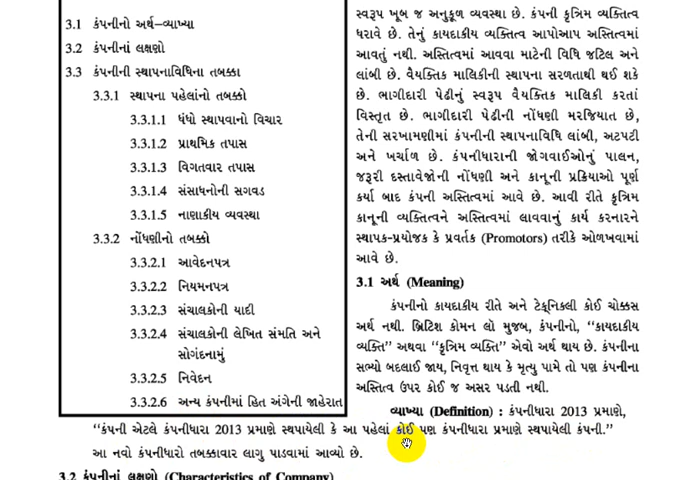 3.1 કંપનીનો અર્થ–વ્યાખ્યા
3.2 કંપનીનાં લક્ષણો
3.3 કંપનીની સ્થાપનાવિધિના તબક્કા
3.3.1 સ્થાપના પહેલાંનો તબક્કો
3.3.1.1 ધંધો સ્થાપવાનો વિચાર
3.3.1.2 પ્રાથમિક તપાસ
3.3.1.3 વિગતવાર તપાસ
3.3.1.4 સંસાધનોની સગવડ
3.3.1.5 નાણાકીય વ્યવસ્થા
3.3.2 નોંધણીનો તબક્કો
3.3.2.1 આવેદનપત્ર
3.3.2.2 નિયમનપત્ર
3.3.2.3 સંચાલકોની યાદી
3.3.2.4 સંચાલકોની લેખિત સંમતિ અને
સોગંદનામું
3.3.2.5 નિવેદન
3.3.2.6 અન્ય કંપનીમાં હિત અંગેની જાહેરાત
સ્વરૂપ ખૂબ જ અનુકૂળ વ્યવસ્થા છે. કંપની કૃત્રિમ વ્યક્તિત્વ
ધરાવે છે. તેનું કાયદાકીય વ્યક્તિત્વ આપોઆપ અસ્તિત્વમાં
આવતું નથી. અસ્તિત્વમાં આવવા માટેની વિધિ જટિલ અને
લાંબી છે. વૈયક્તિક માલિકીની સ્થાપના સરળતાથી થઈ શકે
છે. ભાગીદારી પેઢીનું સ્વરૂપ વૈયક્તિક માલિકી કરતાં
વિસ્તૃત છે. ભાગીદારી પેઢીની નોંધણી મરજિયાત છે,
તેની સરખામણીમાં કંપનીની સ્થાપનાવિધિ લાંબી, અટપટી
અને ખર્ચાળ છે. કંપનીધારાની જોગવાઈઓનું પાલન,
જરૂરી દસ્તાવેજોની નોંધણી અને કાનૂની પ્રક્રિયાઓ પૂર્ણ
કર્યા બાદ કંપની અસ્તિત્વમાં આવે છે. આવી રીતે કૃત્રિમ
કાનૂની વ્યક્તિત્વને અસ્તિત્વમાં લાવવાનું કાર્ય કરનારને
સ્થાપક-પ્રયોજક કે પ્રવર્તક (Promotors) તરીકે ઓળખવામાં
આવે છે.
3.1 અર્થ (Meaning)
કંપનીનો કાયદાકીય રીતે અને ટેક્નિકલી કોઈ ચોક્કસ
અર્થ નથી. બ્રિટિશ કોમન લો મુજબ, કંપનીનો, “કાયદાકીય
વ્યક્તિ” અથવા “કૃત્રિમ વ્યક્તિ” એવો અર્થ થાય છે. કંપનીના
સભ્યો બદલાઈ જાય, નિવૃત્ત થાય કે મૃત્યુ પામે તો પણ કંપનીના
અસ્તિત્વ ઉપર કોઈ જ અસર પડતી નથી.
વ્યાખ્યા (Definition) : કંપનીધારા 2013 પ્રમાણે,
“કંપની એટલે કંપનીધારા 2013 પ્રમાણે સ્થપાયેલી કે આ પહેલાં કોઈ પણ કંપનીધારા પ્રમાણે સ્થપાયેલી કંપની.”
આ નવો કંપનીધારો તબક્કાવાર લાગુ પાડવામાં આવ્યો છે.
3.2 કંપનીનાં લક્ષણો (Characteristics of Company)